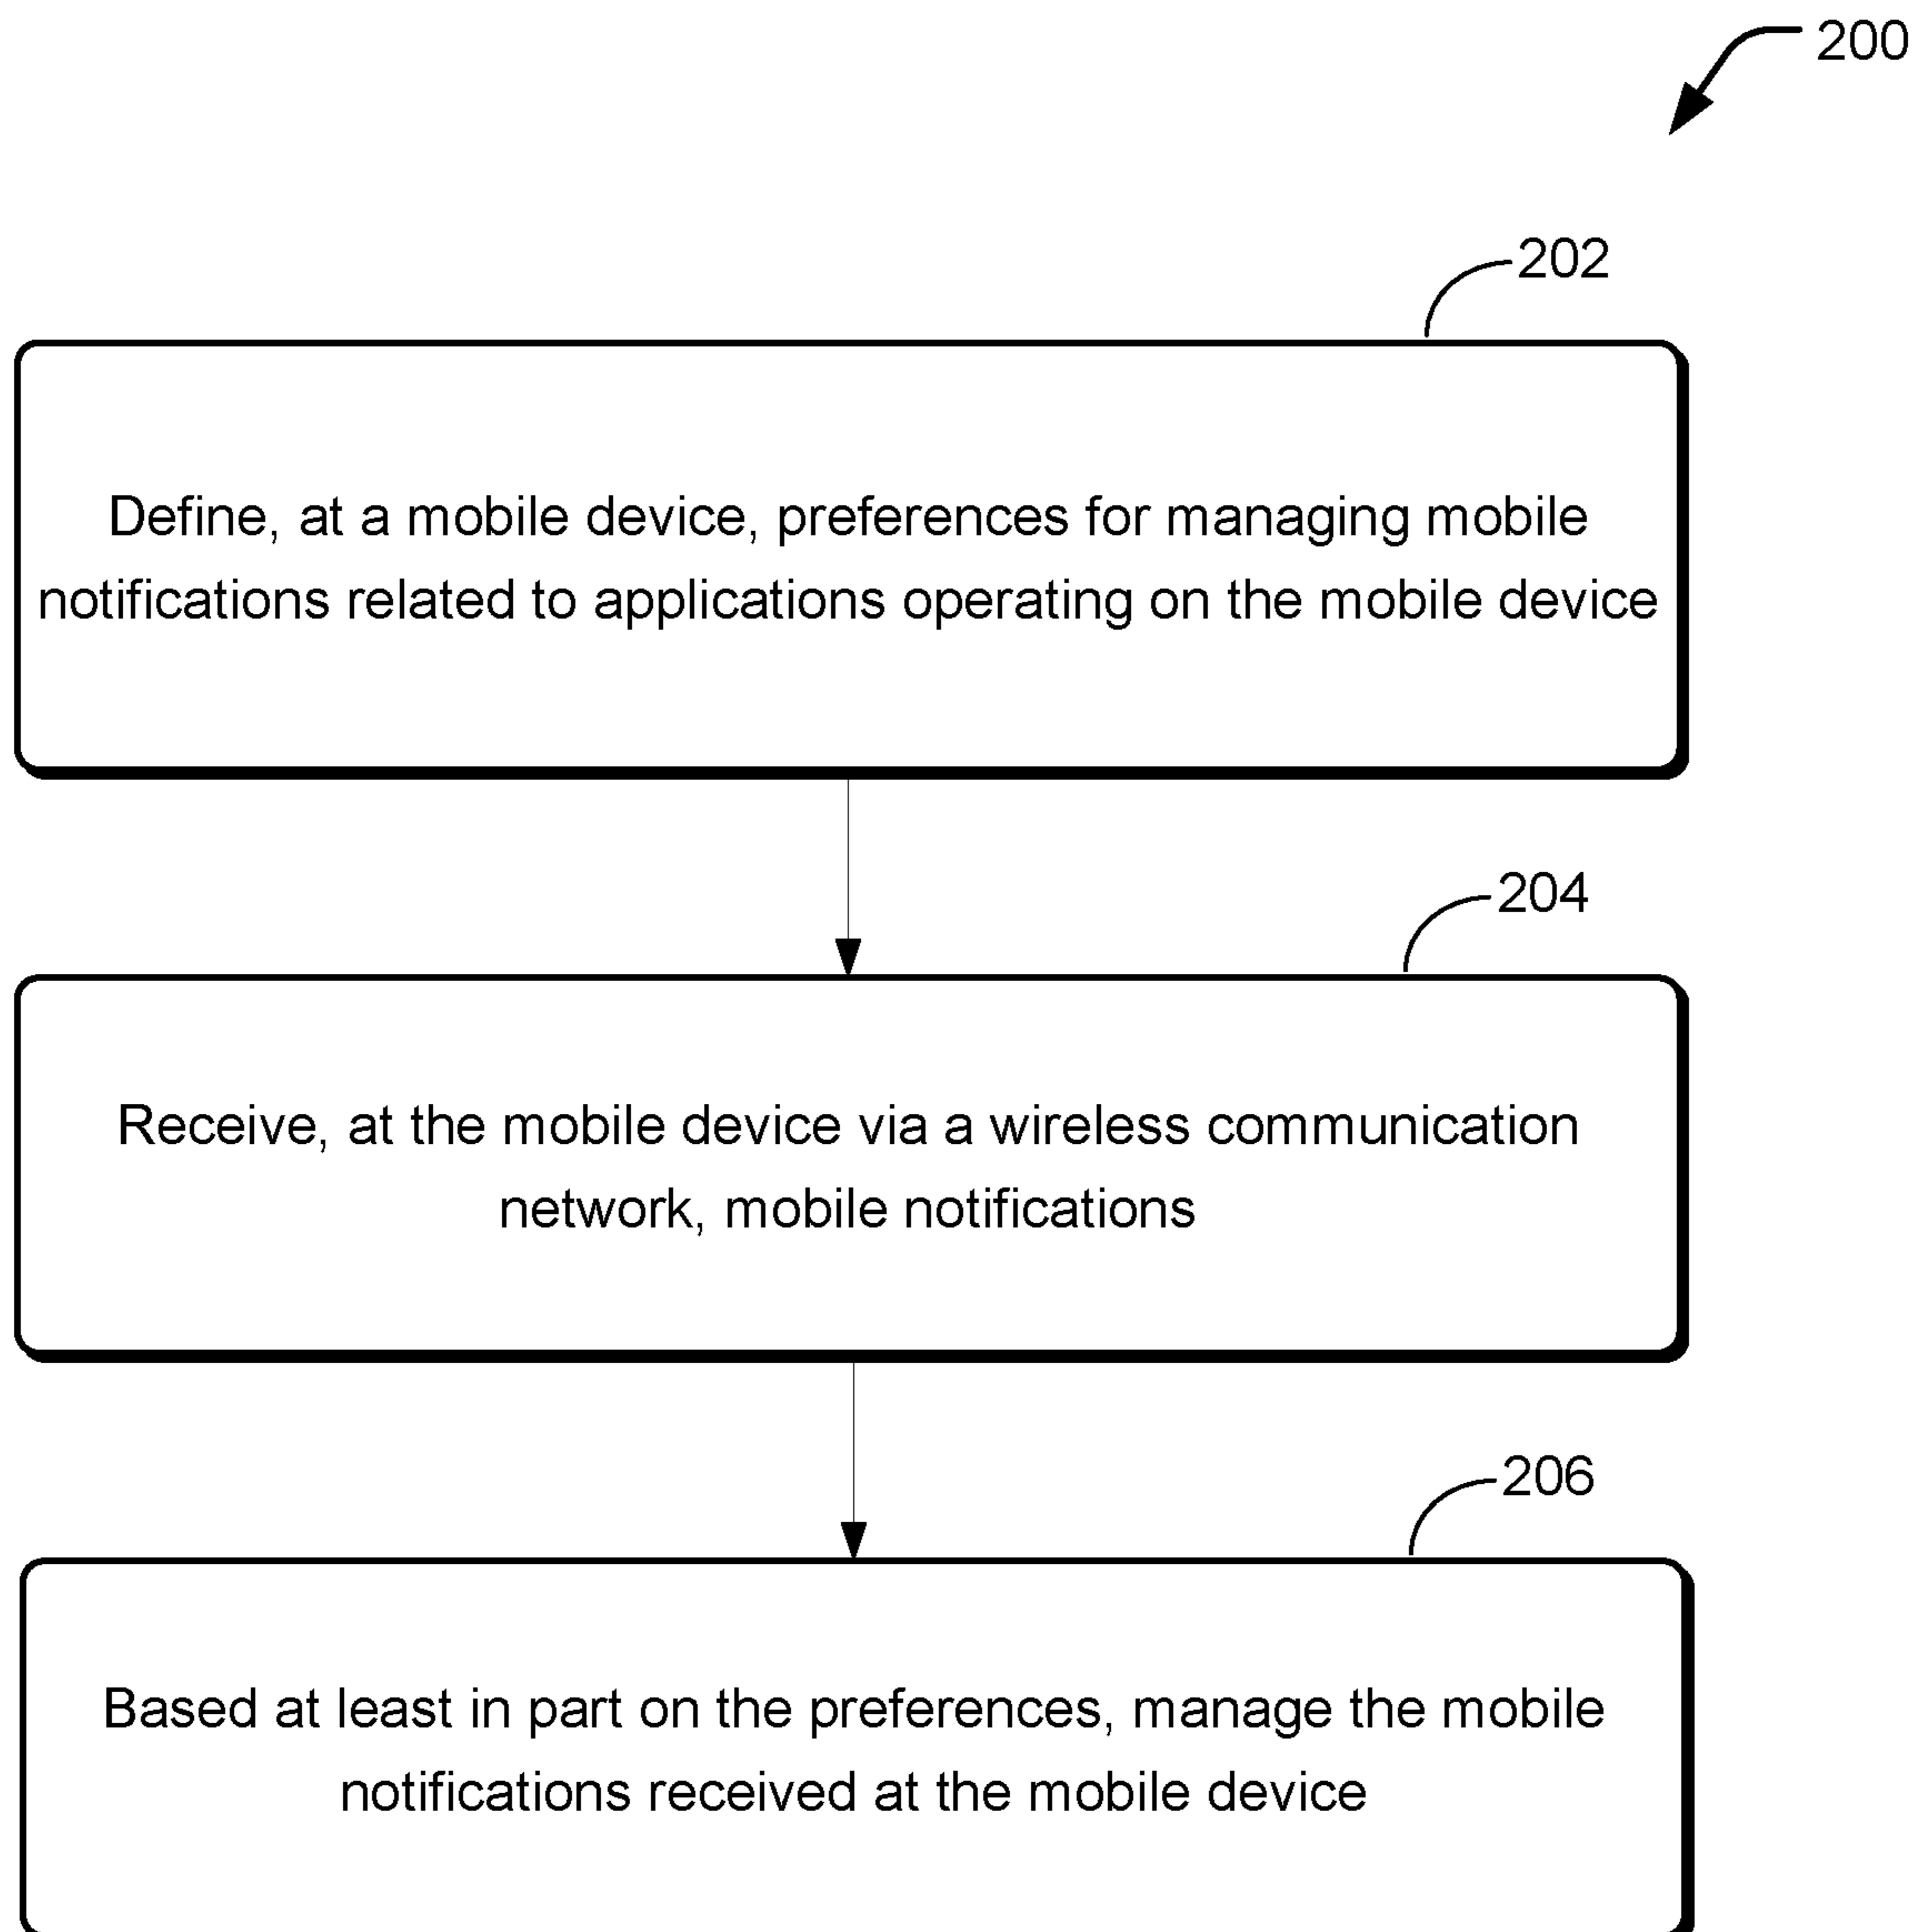 200
202
Define, at a mobile device, preferences for managing mobile
notifications related to applications operating on the mobile device
204
Receive, at the mobile device via a wireless communication
network, mobile notifications
206
Based at least in part on the preferences, manage the mobile
notifications received at the mobile device